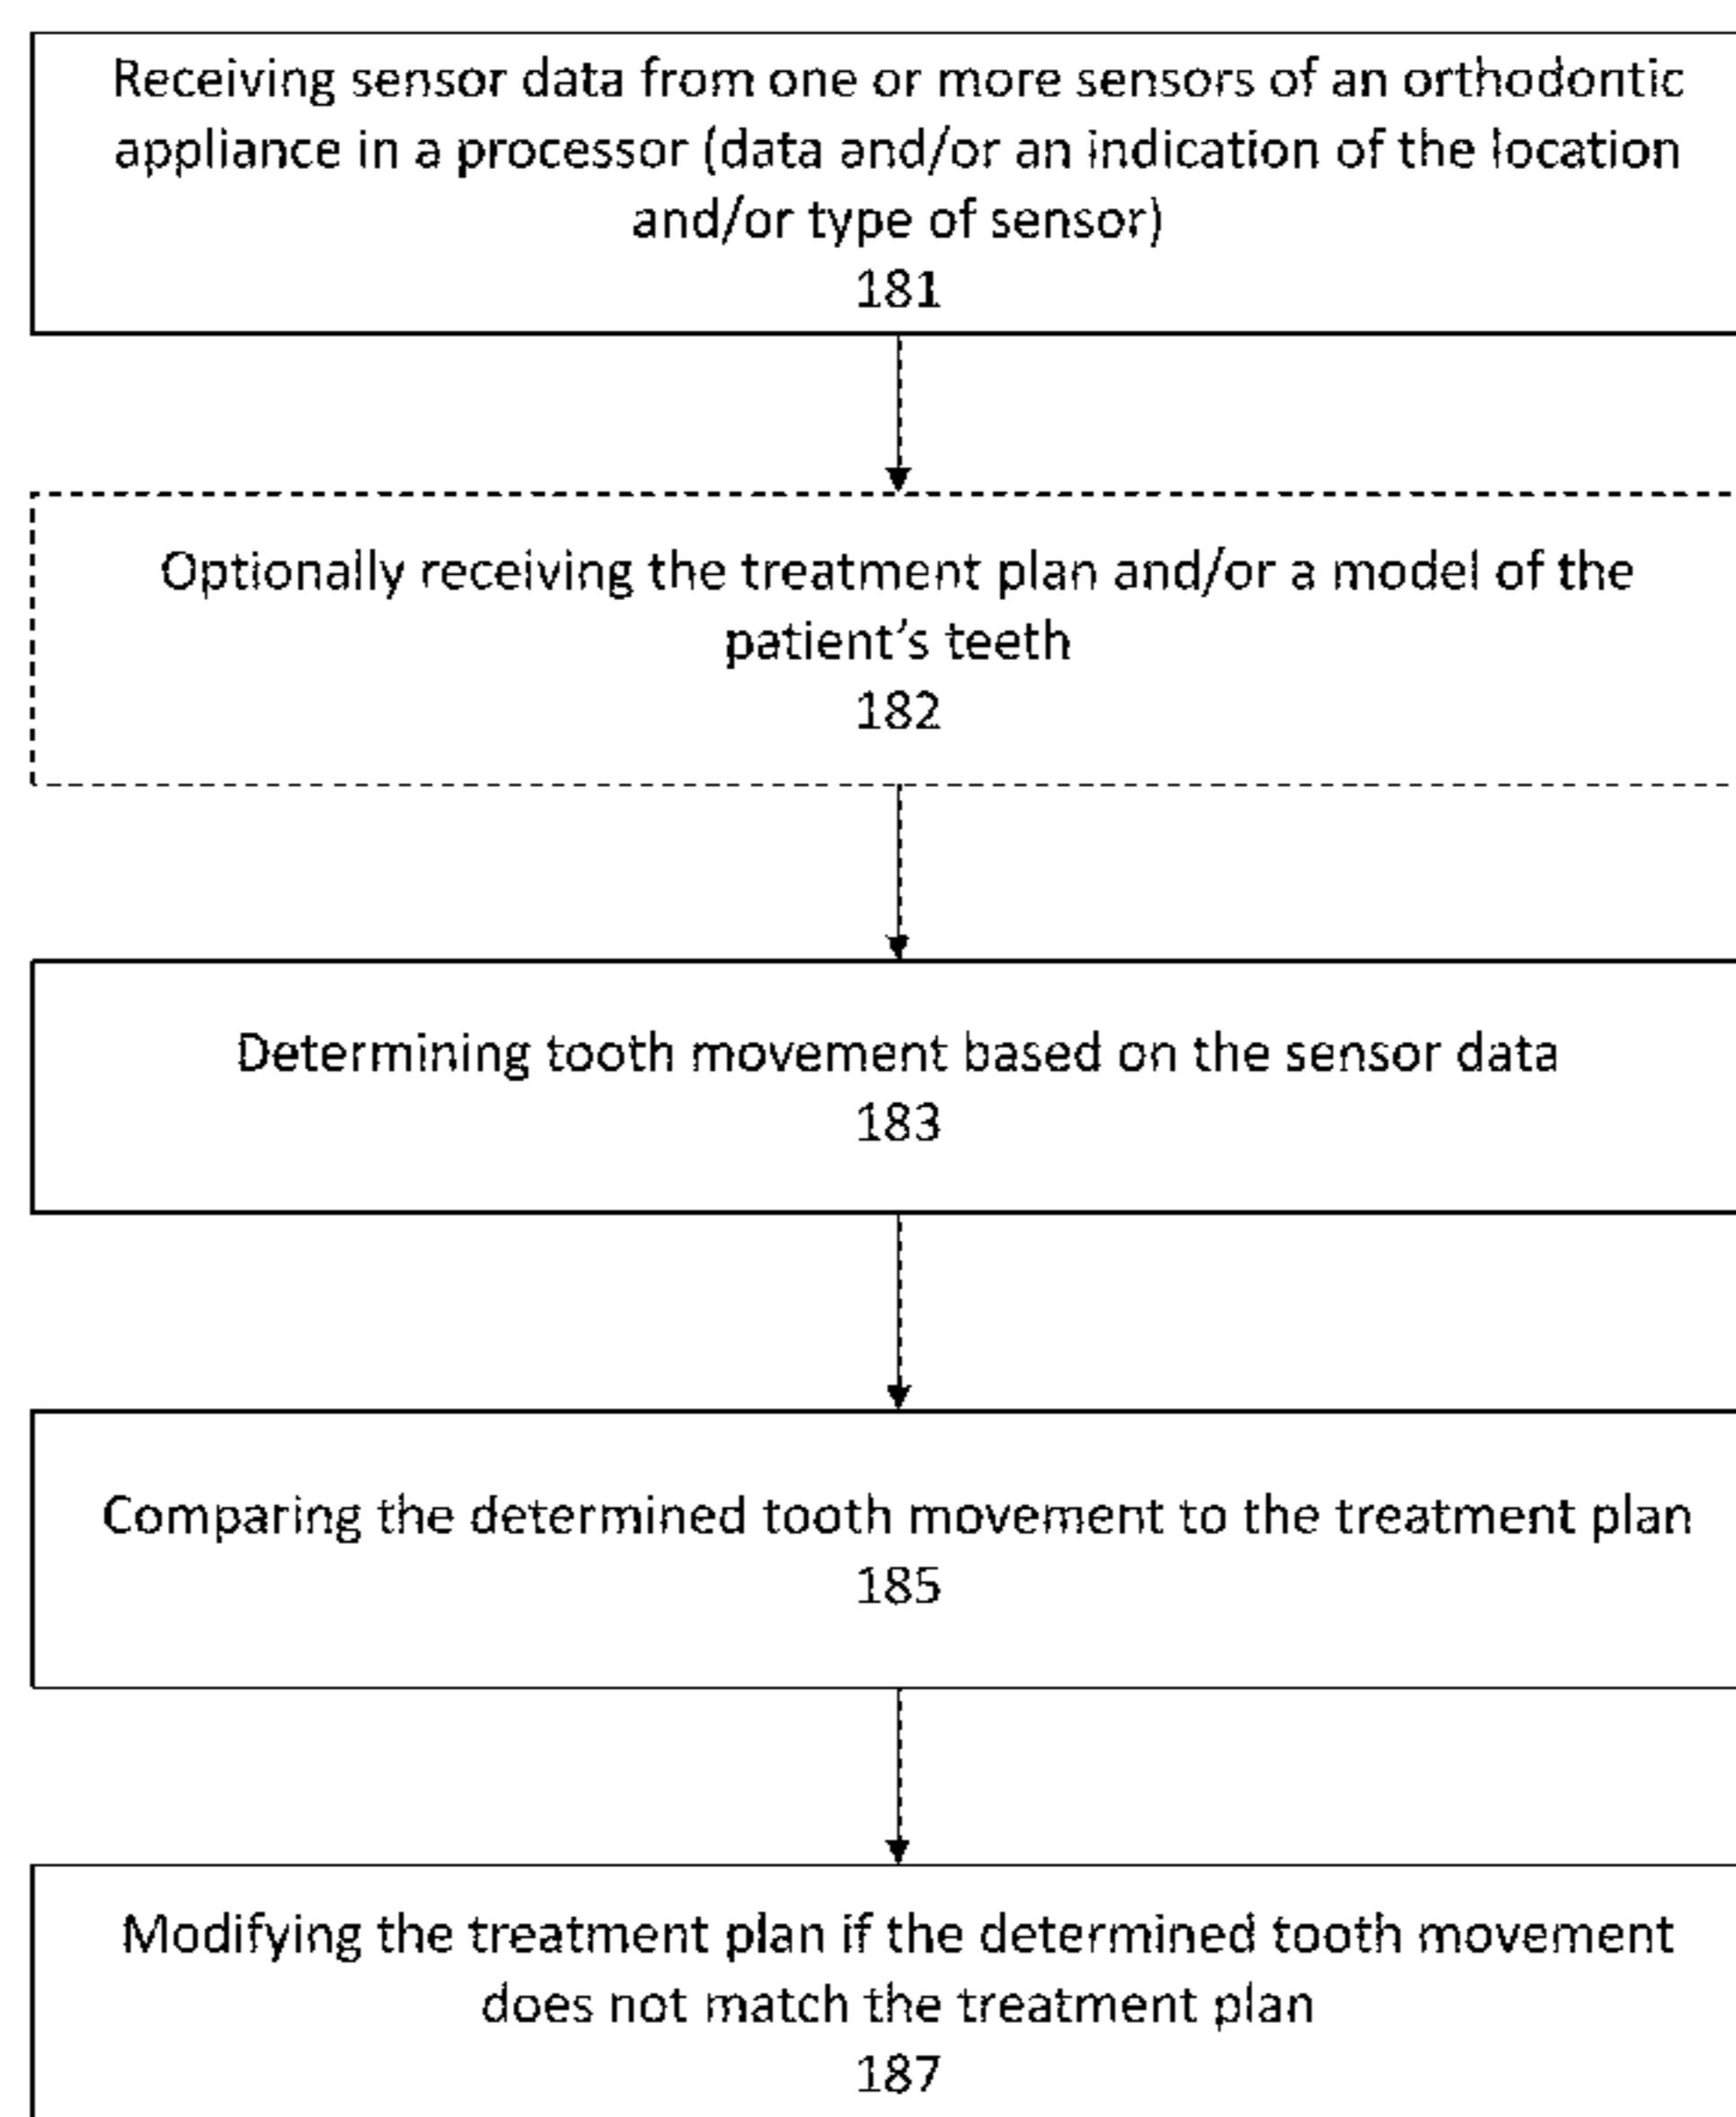 Receiving sensor data from one or more sensors of an orthodontic
appliance in a processor (data and/or an indication of the location
and/or type of sensor)
181
Optionally receiving the treatment plan and/or a model of the
patient’s teeth
182
Determining tooth movement based on the sensor data
183
Comparing the determined tooth movement to the treatment plan
185
Modifying the treatment plan if the determined tooth movement
does not match the treatment plan
187